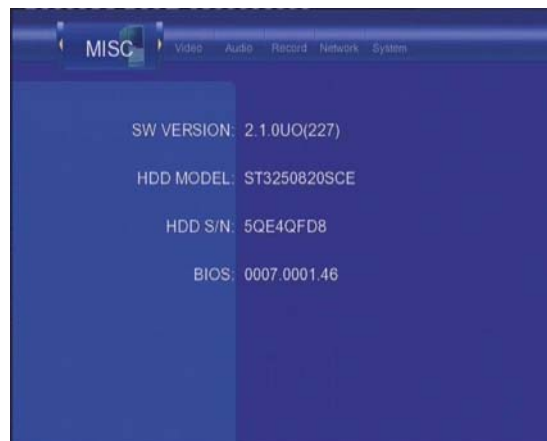 MISC Video Audio Record Network System
SW VERSION: 2.1.0UO(227)
HDD MODEL: ST3250820SCE
HDD S/N: 5QE4QFD8
BIOS: 0007.0001.46